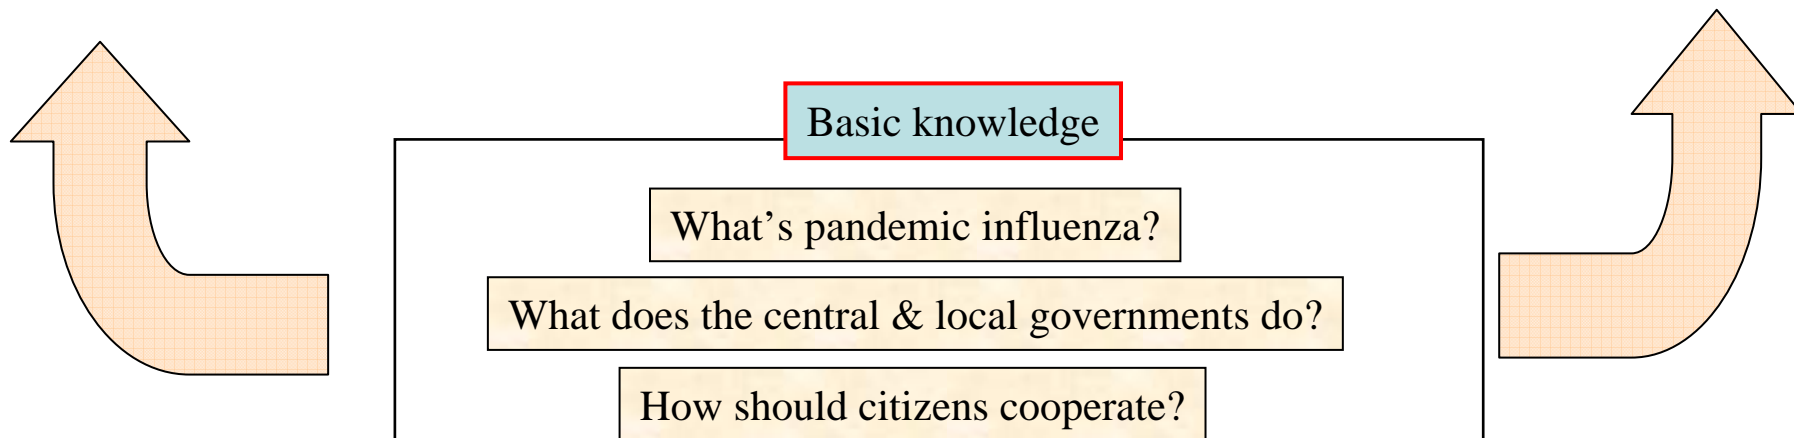 Basic knowledge
What’s pandemic influenza?
What does the central & local governments do?
How should citizens cooperate?